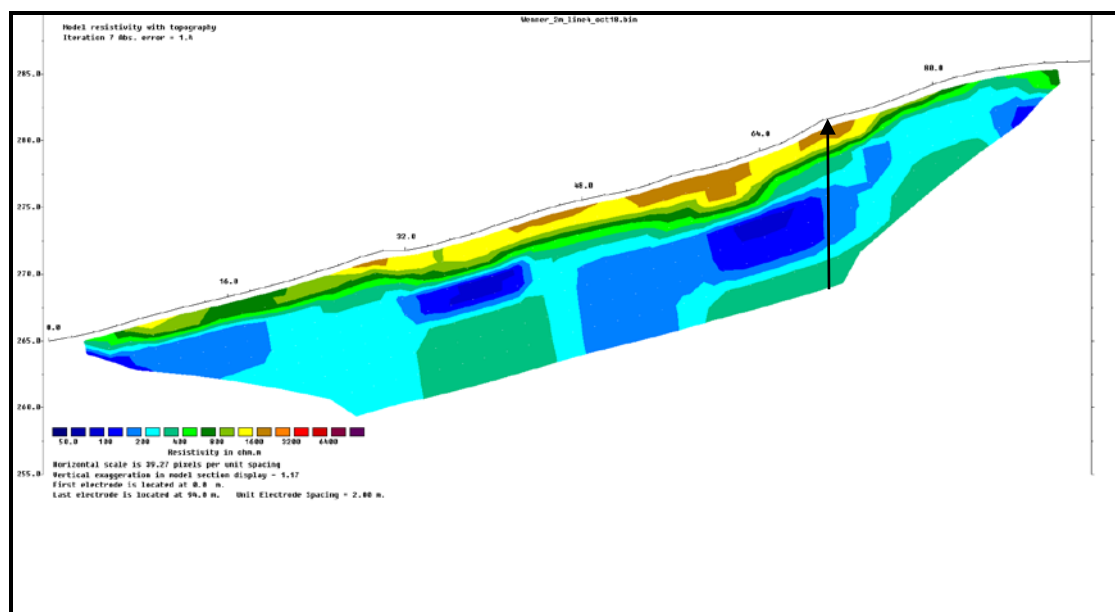 Wenner_2m_line4_oct10.bin
Model resistivity with topography
Iteration 7 Abs. error = 1.4
285.0
280.0
275.0
270.0
265.0
260.0
255.0
0.0
16.0
32.0
48.0
64.0
80.0
50.0 100 200 400 800 1600 3200 6400
Resistivity in ohm.m
Horizontal scale is 39.27 pixels per unit spacing
Vertical exaggeration in model section display = 1.17
First electrode is located at 0.0 m.
Last electrode is located at 94.0 m. Unit Electrode Spacing = 2.00 m.